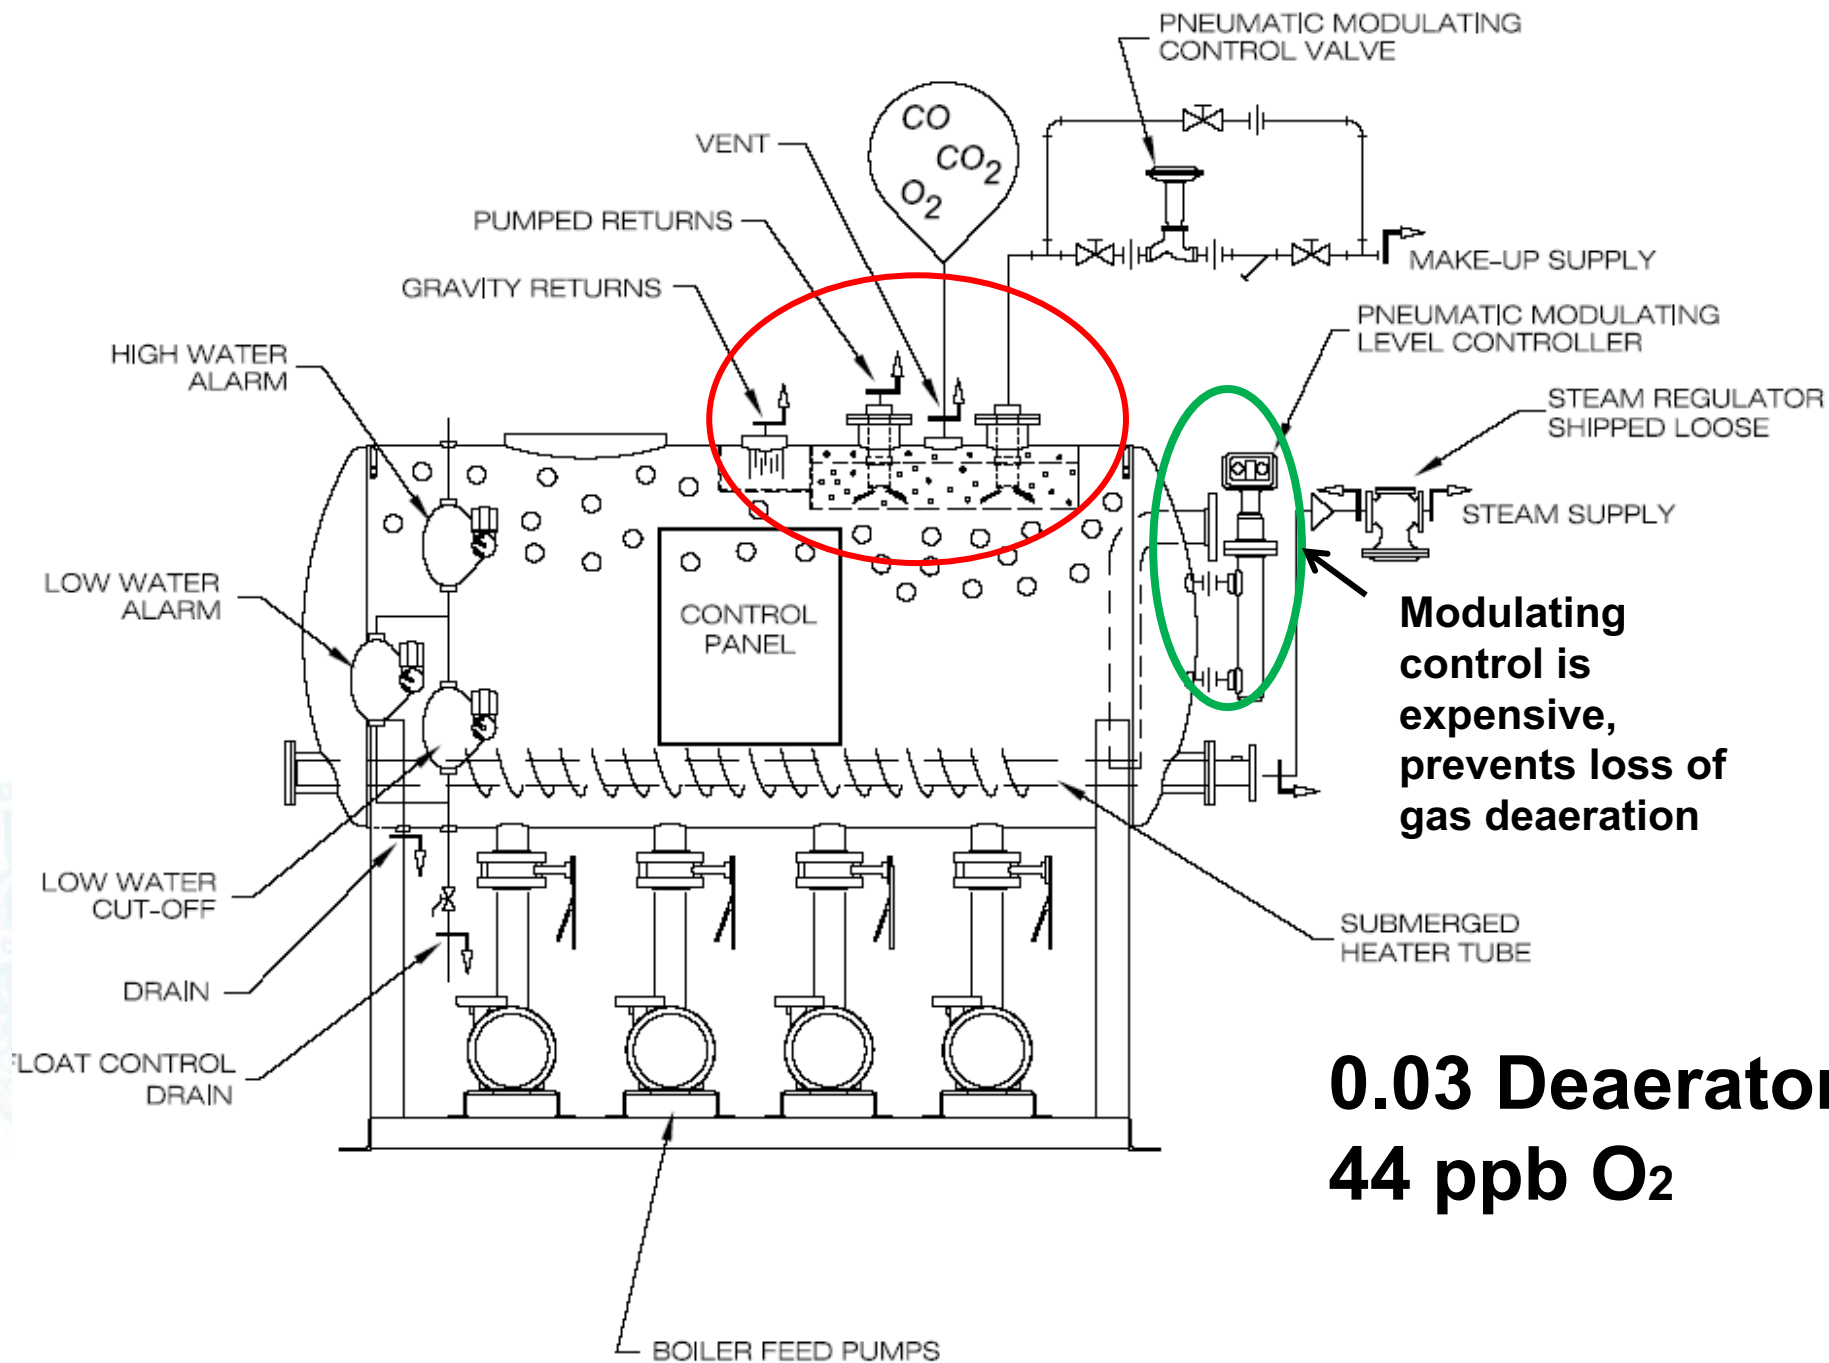 PNEUMATIC MODULATING
CONTROL VALVE
CO
CO2
O2
VENT
PUMPED RETURNS
GRAVITY RETURNS
MAKE-UP SUPPLY
PNEUMATIC MODULATING
LEVEL CONTROLLER
HIGH WATER
ALARM
STEAM REGULATOR
SHIPPED LOOSE
STEAM SUPPLY
LOW WATER
ALARM
CONTROL
PANEL
Modulating
control is
expensive,
prevents loss of
gas deaeration
LOW WATER
CUT-OFF
SUBMERGED
HEATER TUBE
DRAIN
FLOAT CONTROL
DRAIN
0.03 Deaerator
44 ppb O2
BOILER FEED PUMPS